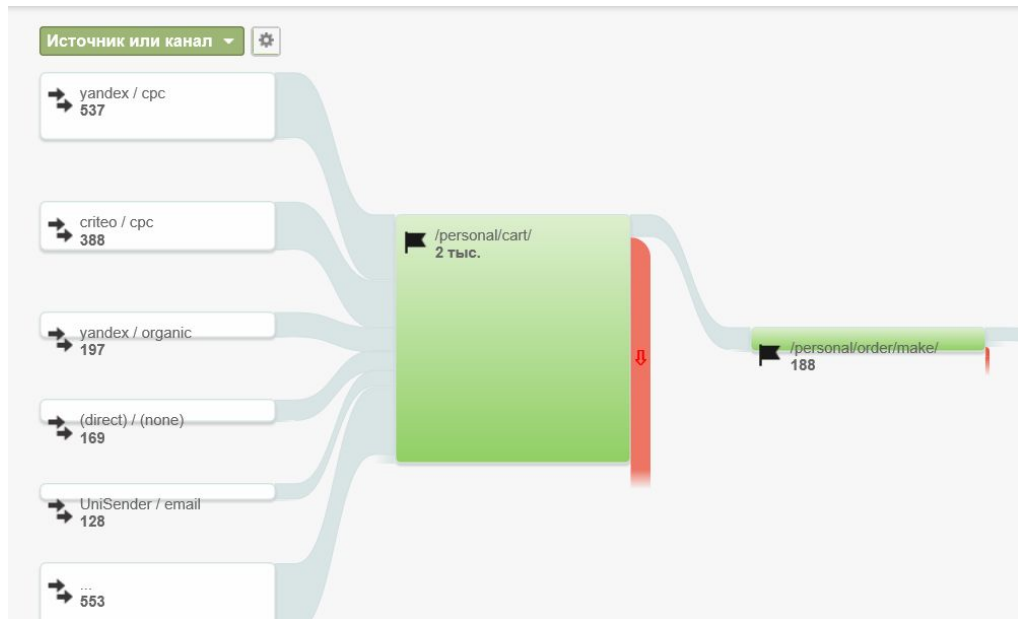 Источник или канал
yandex / cpc
537
criteo / cpc
388
/personal/cart/
2 тыс.
yandex / organic
197
/personal/order/make/
188
(direct) / (none)
169
UniSender / email
128
...
553